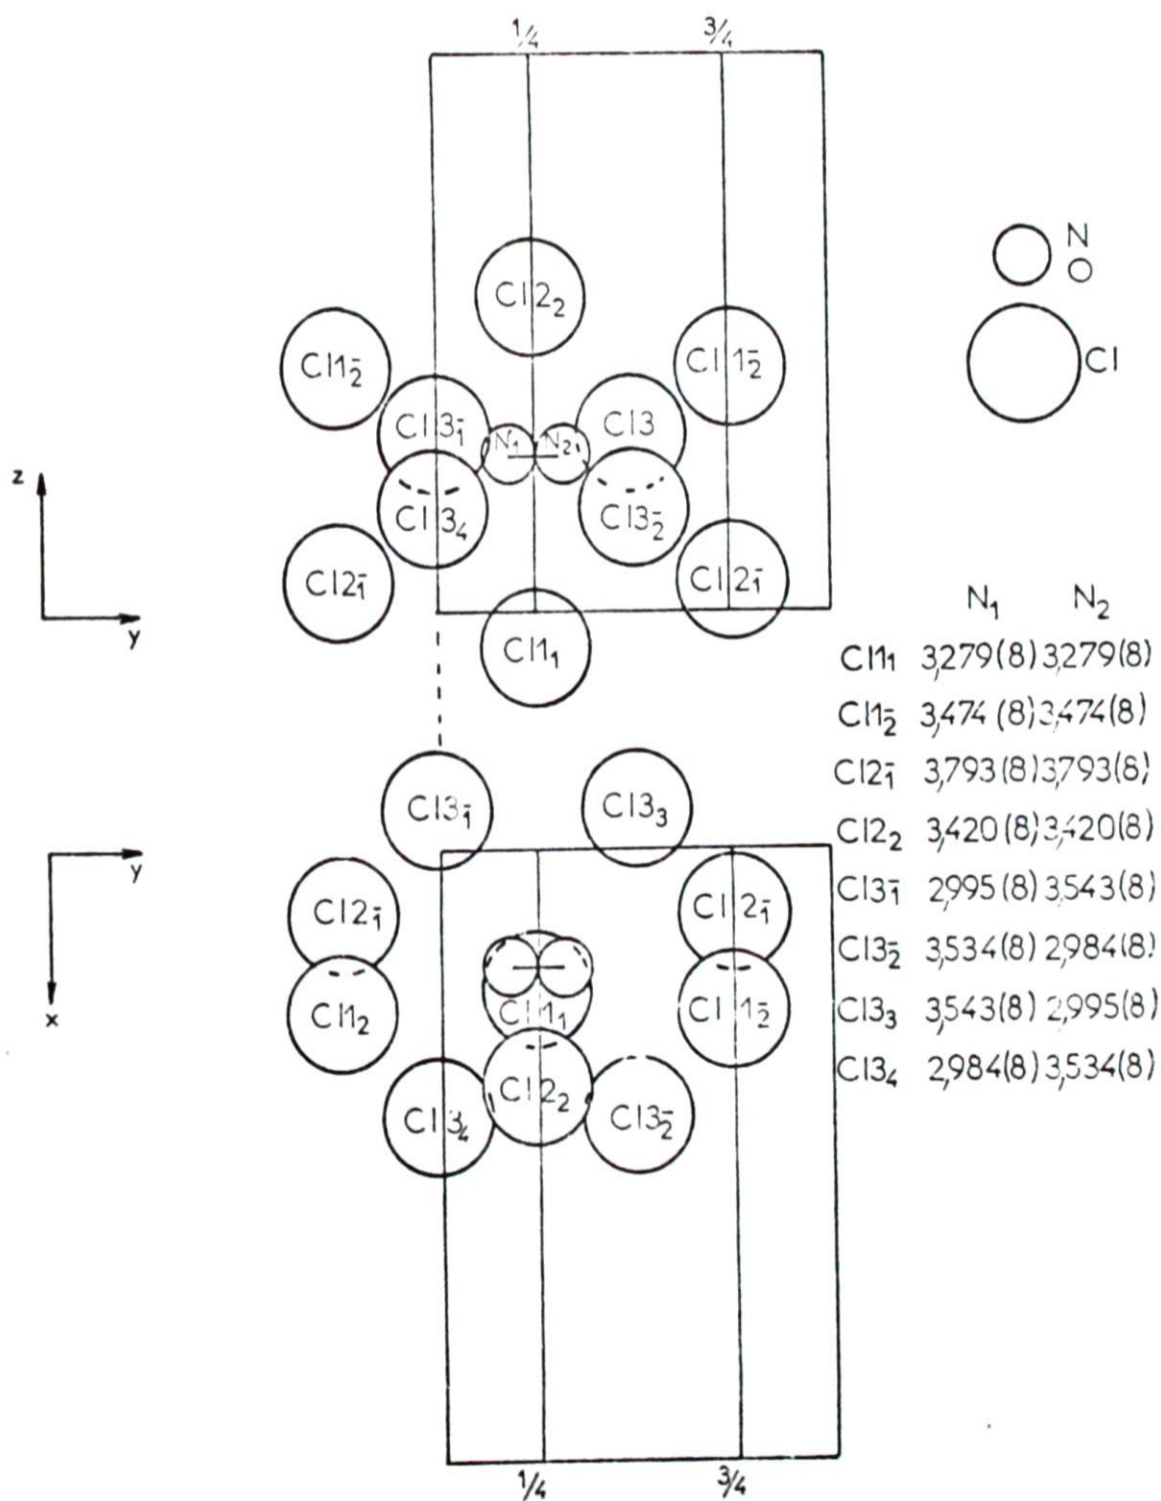 1/4 3/4
Cl2₂
N
O
Cl1₂̄ Cl1₂̄
Cl
Cl3₁̄ N₁ N₂ Cl3
z
Cl3₄ Cl3₂̄
Cl2₁̄ Cl2₁̄
y
Cl1₁
N₁ N₂
Cl1₁ 3,279(8) 3,279(8)
Cl1₂̄ 3,474(8) 3,474(8)
Cl2₁̄ 3,793(8) 3,793(8)
Cl2₂ 3,420(8) 3,420(8)
Cl3₁̄ 2,995(8) 3,543(8)
Cl3₂̄ 3,534(8) 2,984(8)
Cl3₃ 3,543(8) 2,995(8)
Cl3₄ 2,984(8) 3,534(8)
Cl3₁̄ Cl3₃
y
Cl2₁̄ Cl2₁̄
x
Cl1₂ Cl1₁ Cl1₂̄
Cl2₂
Cl3₄ Cl3₂̄
1/4 3/4